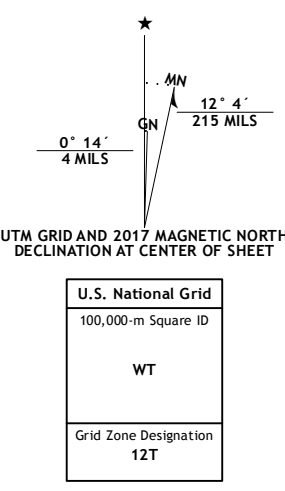 ★
MN
GN
12° 4´
215 MILS
0° 14´
4 MILS
UTM GRID AND 2017 MAGNETIC NORTH
DECLINATION AT CENTER OF SHEET
U.S. National Grid
100,000-m Square ID
WT
Grid Zone Designation
12T